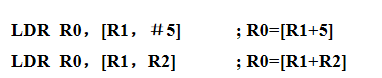 LDR R0，[R1，＃5] ; R0=[R1+5]
LDR R0，[R1，R2] ; R0=[R1+R2]